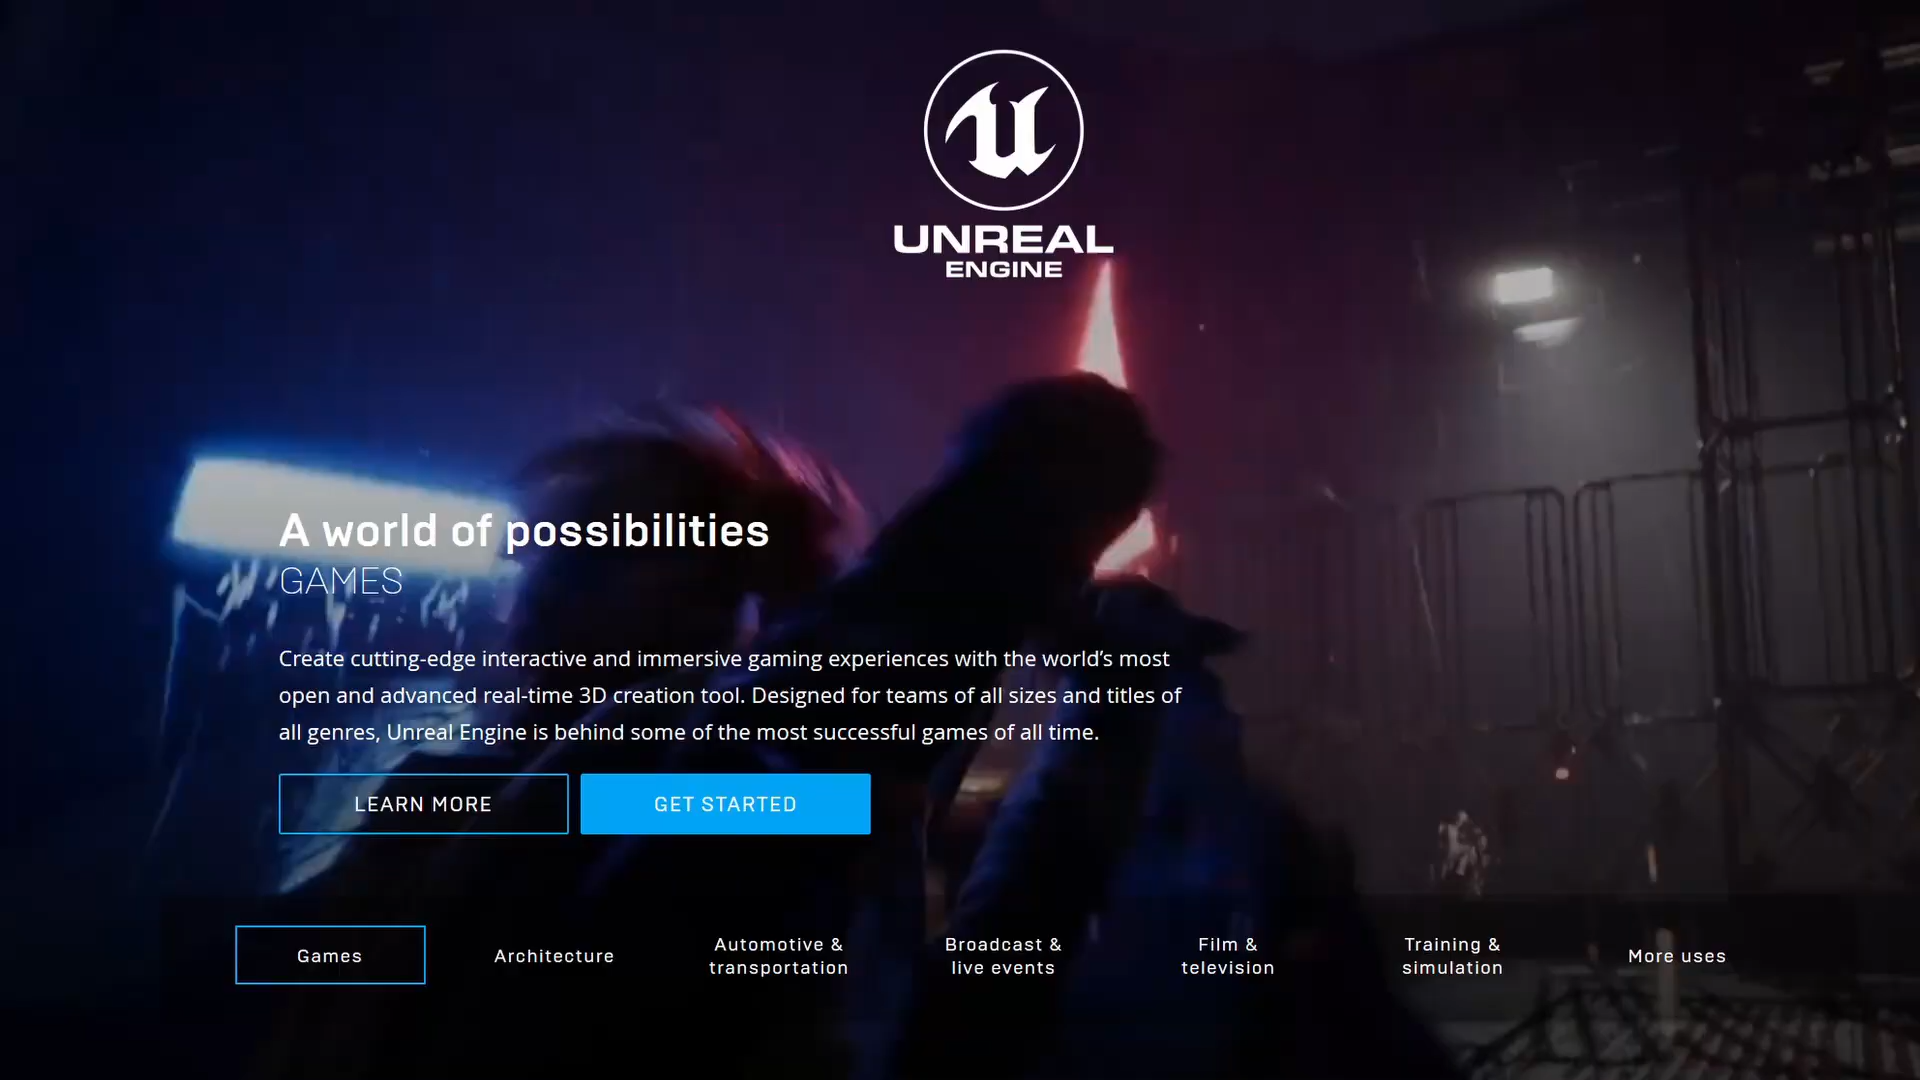 UNREAL
ENGINE
A world of possibilities
GAMES
Create cutting-edge interactive and immersive gaming experiences with the world’s most
open and advanced real-time 3D creation tool. Designed for teams of all sizes and titles of
all genres, Unreal Engine is behind some of the most successful games of all time.
LEARN MORE
GET STARTED
Games
Architecture
Automotive &
transportation
Broadcast &
live events
Film &
television
Training &
simulation
More uses